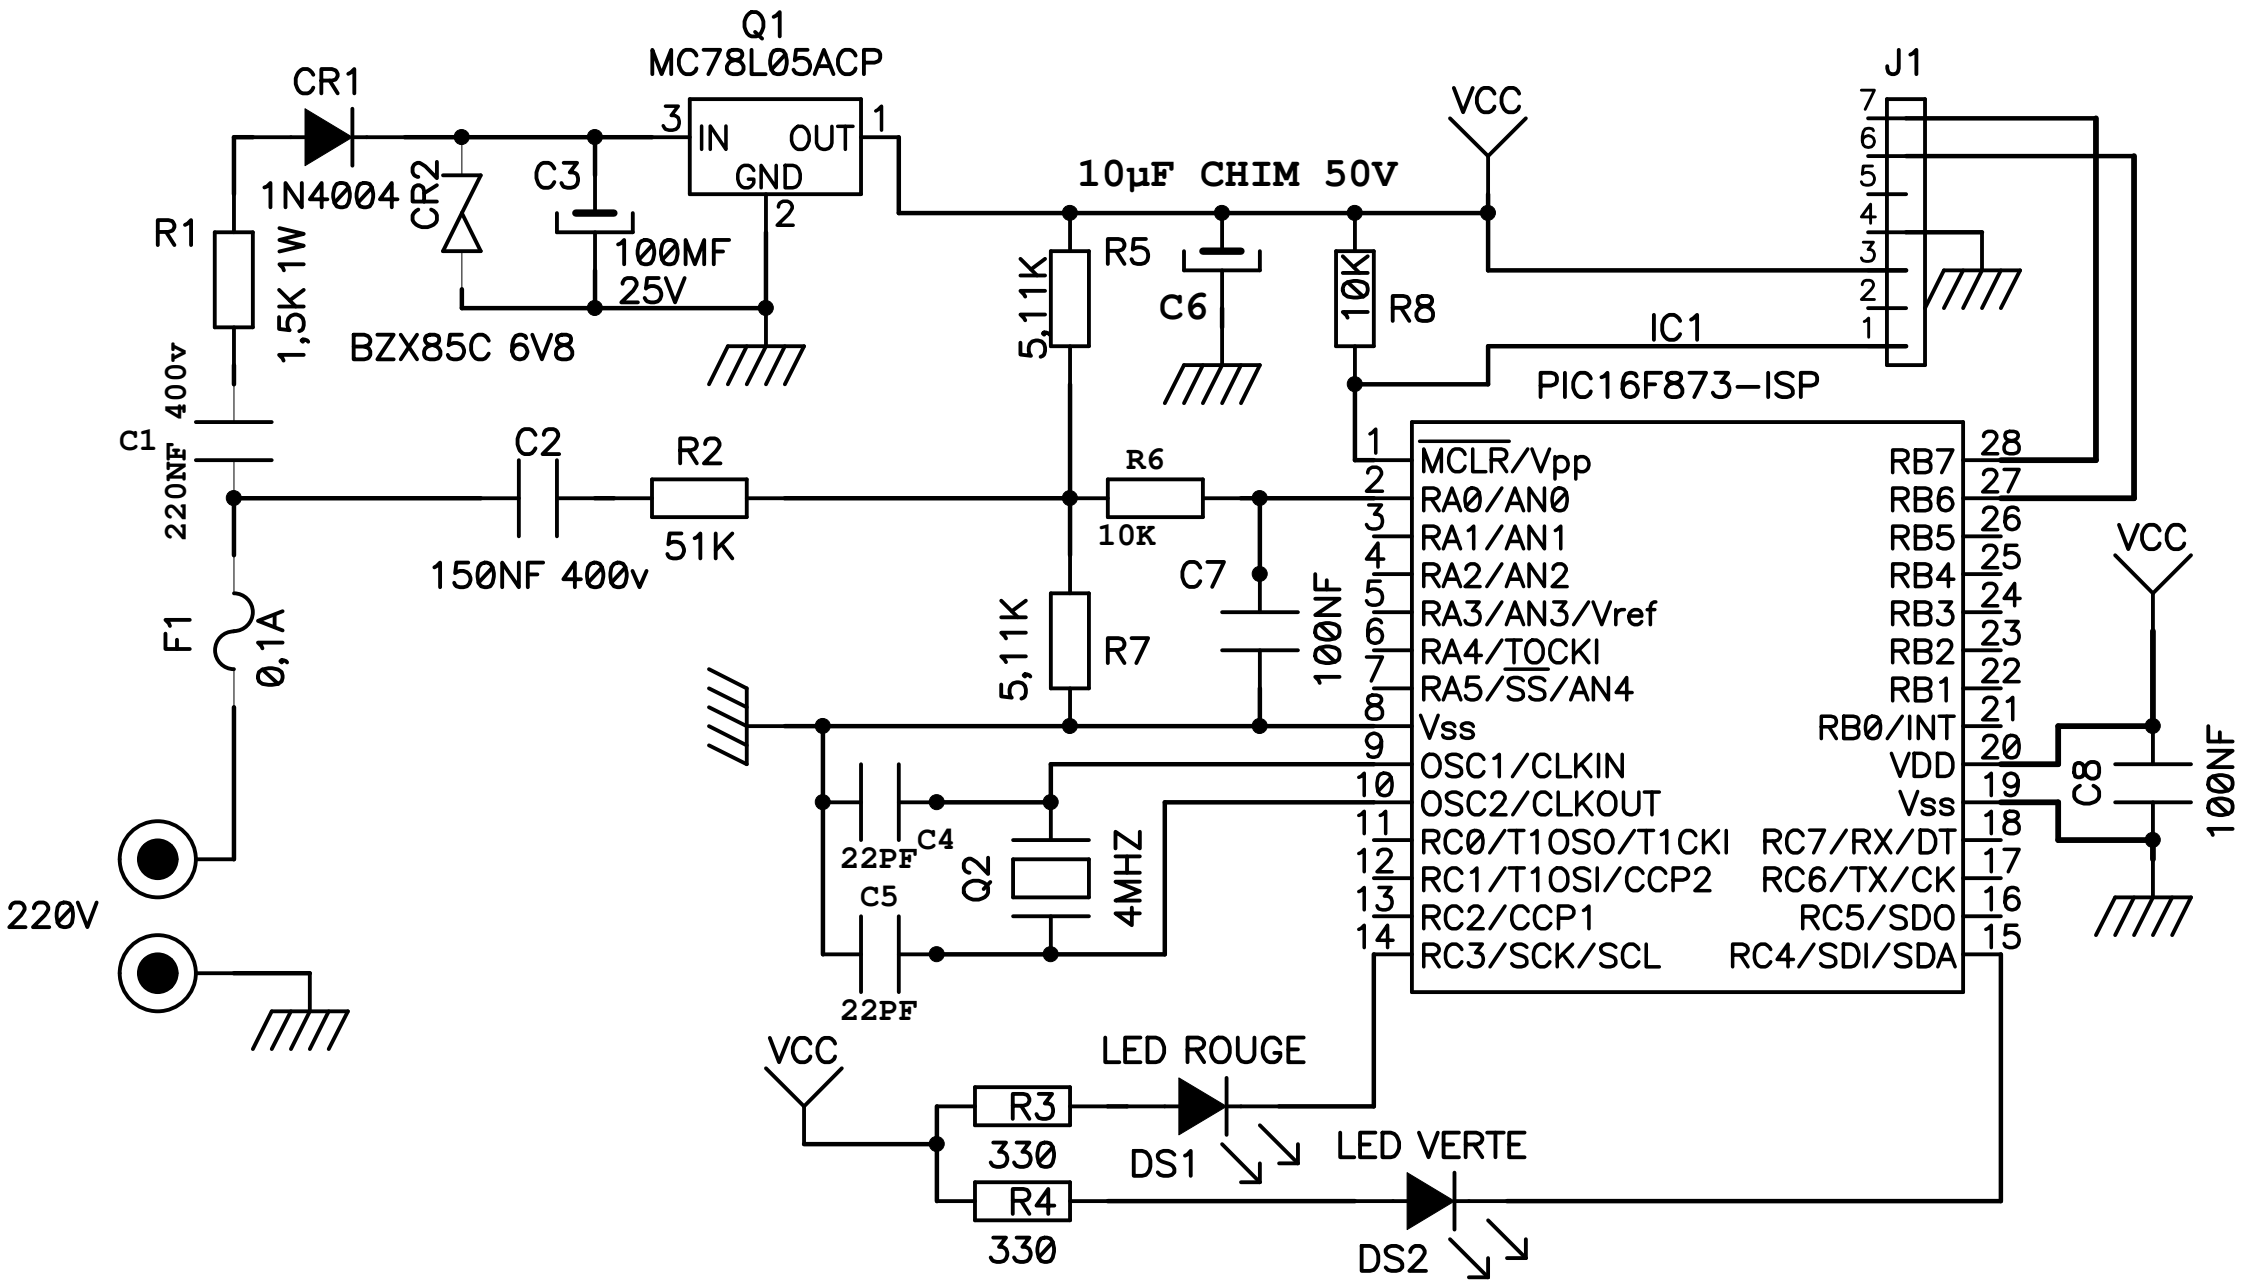 Q1
MC78L05ACP
CR1
1N4004
3
IN
OUT
1
GND
2
CR2
C3
100MF
25V
BZX85C 6V8
R1
1,5K 1W
C1
220NF 400v
C2
150NF 400v
R2
51K
F1
0,1A
220V
10µF CHIM 50V
R5
5,11K
C6
10K
R8
VCC
J1
7
6
5
4
3
2
1
IC1
PIC16F873-ISP
R6
10K
C7
100NF
5,11K
R7
1
MCLR/Vpp
2
RA0/AN0
3
RA1/AN1
4
RA2/AN2
5
RA3/AN3/Vref
6
RA4/TOCKI
7
RA5/SS/AN4
8
Vss
9
OSC1/CLKIN
10
OSC2/CLKOUT
11
RC0/T1OSO/T1CKI
12
RC1/T1OSI/CCP2
13
RC2/CCP1
14
RC3/SCK/SCL
RB7
28
RB6
27
RB5
26
RB4
25
RB3
24
RB2
23
RB1
22
RB0/INT
21
VDD
20
Vss
19
RC7/RX/DT
18
RC6/TX/CK
17
RC5/SDO
16
RC4/SDI/SDA
15
VCC
C8
100NF
22PF
C4
C5
22PF
Q2
4MHZ
VCC
R3
330
R4
330
LED ROUGE
DS1
LED VERTE
DS2